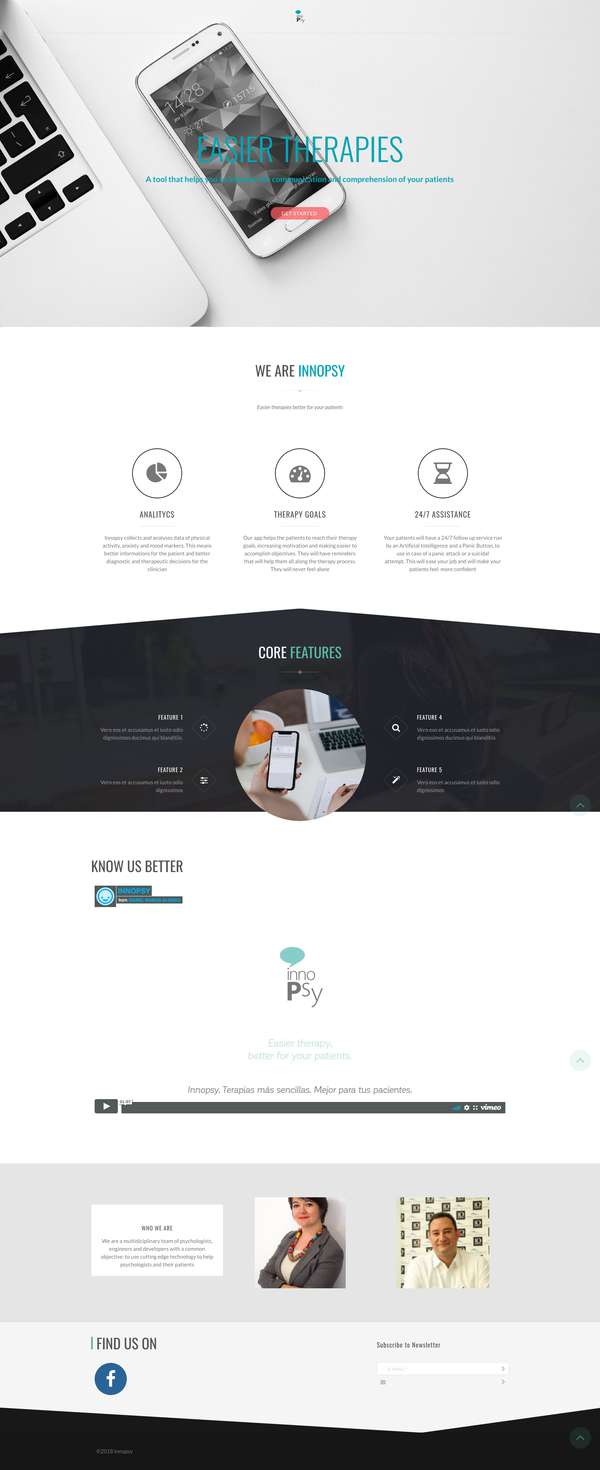 Psy
14:28
15715
27°C
EASIER THERAPIES
A tool that helps you communication and comprehension of your patients
GET STARTED
WE ARE INNOPSY
Easier therapies better for your patients
ANALITYCS
Innopsy collects and analyses data of physical
activity, anxiety and mood markers. This means
better informations for the patient and better
diagnostic and therapeutic decisions for the
clinician
THERAPY GOALS
Our app helps the patients to reach their therapy
goals, increasing motivation and making easier to
accomplish objectives. They will have reminders
that will help them all along the therapy process.
They will never feel alone
24/7 ASSISTANCE
Your patients will have a 24/7 follow up service run
by an Artificial Intelligence and a Panic Button, to
use in case of a panic attack or a suicidal
attempt. This will ease your job and will make your
patients feel more confident
CORE FEATURES
FEATURE 1
Vero eos et accusamus et iusto odio
dignissimos ducimus qui blanditiis
FEATURE 2
Vero eos et accusamus et iusto odio
dignissimos
FEATURE 4
Vero eos et accusamus et iusto odio
dignissimos ducimus qui blanditiis
FEATURE 5
Vero eos et accusamus et iusto odio
dignissimos
KNOW US BETTER
INNOPSY
from
inno
Psy
Easier therapy,
better for your patients.
Innopsy. Terapias más sencillas. Mejor para tus pacientes.
vimeo
WHO WE ARE
We are a multidisciplinary team of psychologists,
engineers and developers with a common
objective: to use cutting edge technology to help
psychologists and their patients
FIND US ON
f
Subscribe to Newsletter
©2018 Innopsy